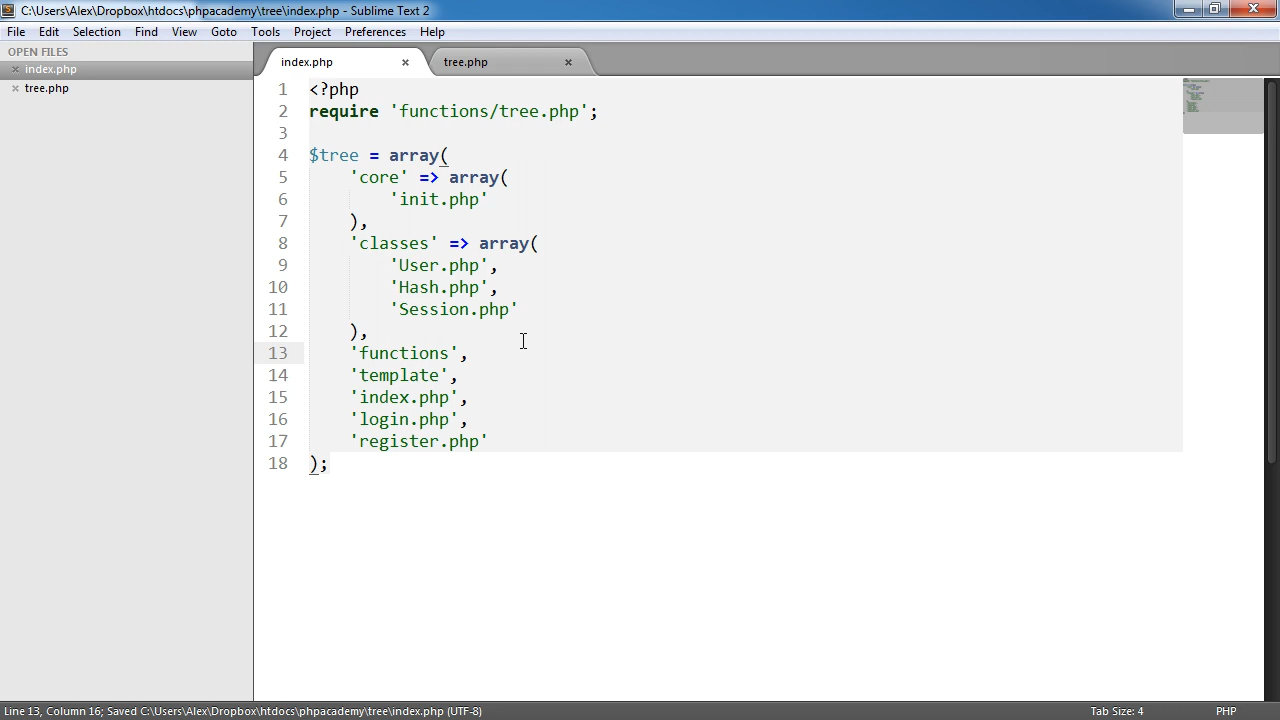 C:\Users\Alex\Dropbox\htdocs\phpacademy\tree\index.php - Sublime Text 2
File Edit Selection Find View Goto Tools Project Preferences Help
OPEN FILES
index.php
tree.php
index.php tree.php
1 <?php
2 require 'functions/tree.php';
3
4 $tree = array(
5 'core' => array(
6 'init.php'
7 ),
8 'classes' => array(
9 'User.php',
10 'Hash.php',
11 'Session.php'
12 ),
13 'functions',
14 'template',
15 'index.php',
16 'login.php',
17 'register.php'
18 );
Line 13, Column 16; Saved C:\Users\Alex\Dropbox\htdocs\phpacademy\tree\index.php (UTF-8) Tab Size: 4 PHP